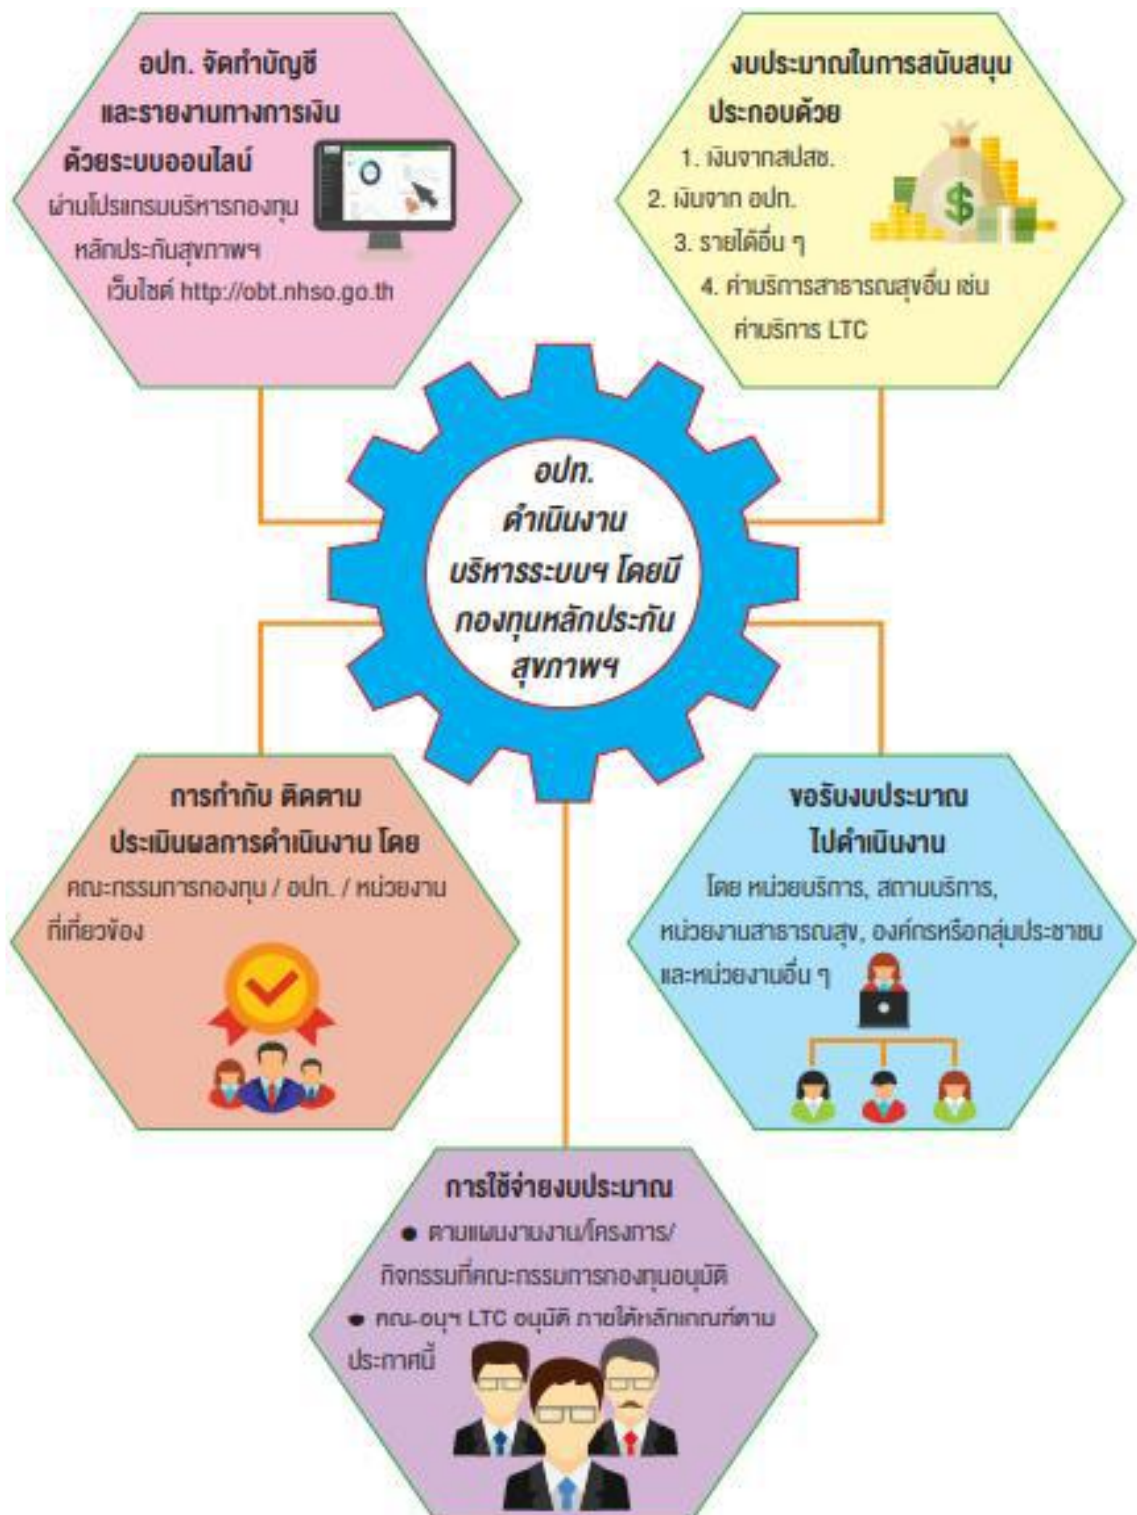 อปท. จัดทำบัญชี
และรายงานทางการเงิน
ด้วยระบบออนไลน์
ผ่านโปรแกรมบริหารกองทุน
หลักประกันสุขภาพฯ
เว็บไซต์ http://obt.nhso.go.th
งบประมาณในการสนับสนุน
ประกอบด้วย
1. เงินจากสปสช.
2. เงินจาก อปท.
3. รายได้อื่น ๆ
4. ค่าบริการสาธารณสุขอื่น เช่น
ค่าบริการ LTC
อปท.
ดำเนินงาน
บริหารระบบฯ โดยมี
กองทุนหลักประกัน
สุขภาพฯ
การกำกับ ติดตาม
ประเมินผลการดำเนินงาน โดย
คณะกรรมการกองทุน / อปท. / หน่วยงาน
ที่เกี่ยวข้อง
ขอรับงบประมาณ
ไปดำเนินงาน
โดย หน่วยบริการ, สถานบริการ,
หน่วยงานสาธารณสุข, องค์กรหรือกลุ่มประชาชน
และหน่วยงานอื่น ๆ
การใช้จ่ายงบประมาณ
● ตามแผนงานงาน/โครงการ/
กิจกรรมที่คณะกรรมการกองทุนอนุมัติ
● คณะอนุฯ LTC อนุมัติ ภายใต้หลักเกณฑ์ตาม
ประกาศนี้